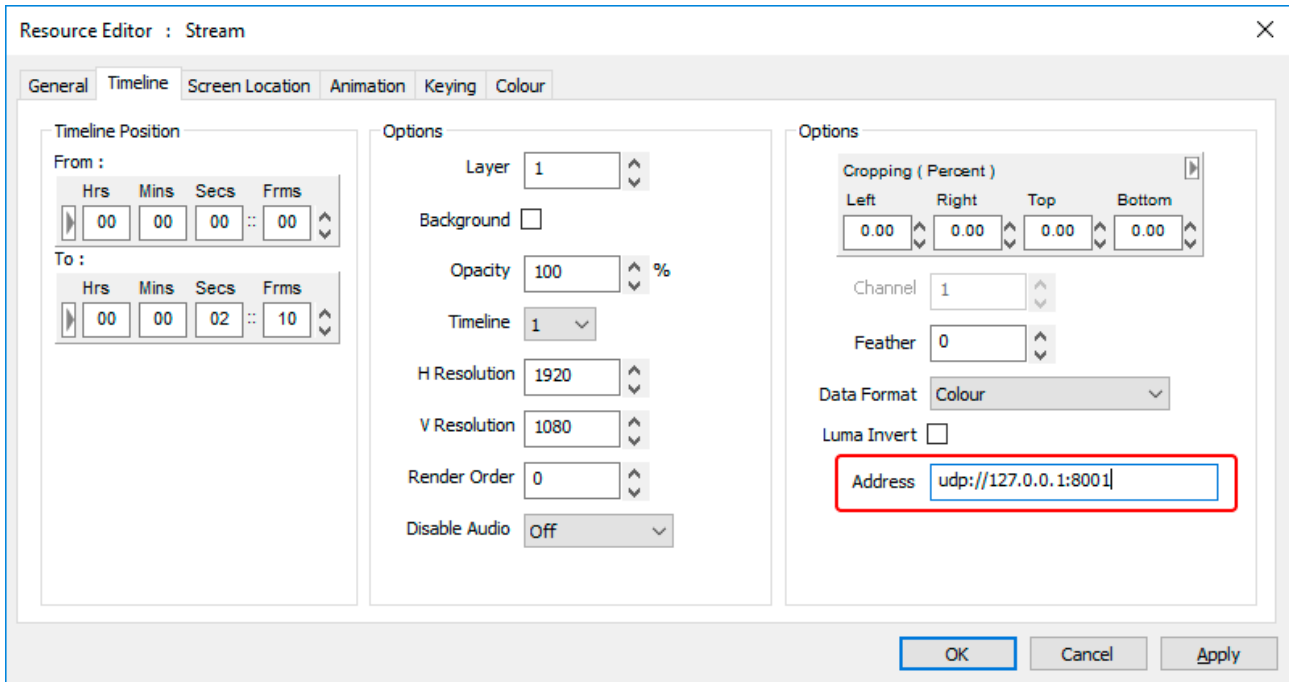 Resource Editor : Stream
General Timeline Screen Location Animation Keying Colour
Timeline Position
From :
Hrs Mins Secs Frms
00 00 00 :: 00
To :
Hrs Mins Secs Frms
00 00 02 :: 10
Options
Layer 1
Background
Opacity 100 %
Timeline 1
H Resolution 1920
V Resolution 1080
Render Order 0
Disable Audio Off
Options
Cropping ( Percent )
Left Right Top Bottom
0.00 0.00 0.00 0.00
Channel 1
Feather 0
Data Format Colour
Luma Invert
Address udp://127.0.0.1:8001
OK Cancel Apply